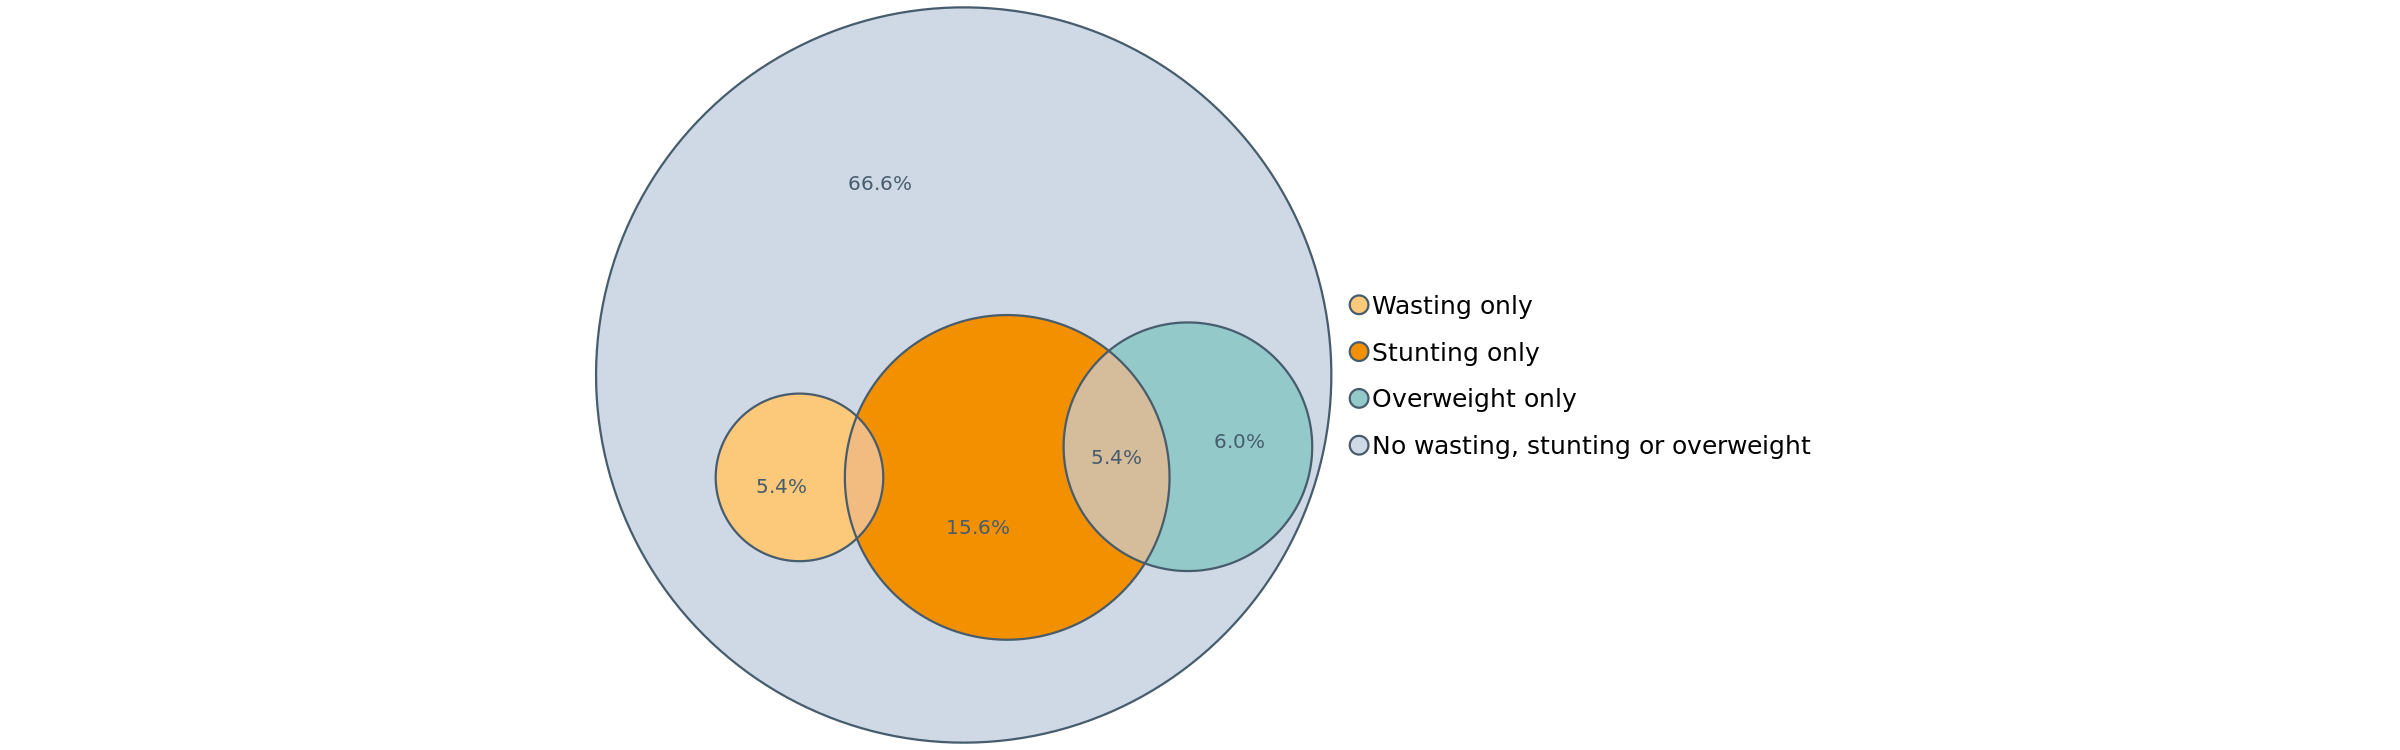 66.6%
5.4%
15.6%
5.4%
6.0%
Wasting only
Stunting only
Overweight only
No wasting, stunting or overweight